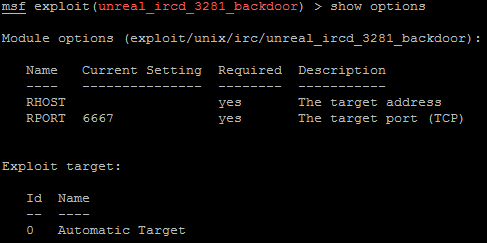 msf exploit(unreal_ircd_3281_backdoor) > show options
Module options (exploit/unix/irc/unreal_ircd_3281_backdoor):
Name Current Setting Required Description
---- --------------- -------- -----------
RHOST yes The target address
RPORT 6667 yes The target port (TCP)
Exploit target:
Id Name
-- ----
0 Automatic Target